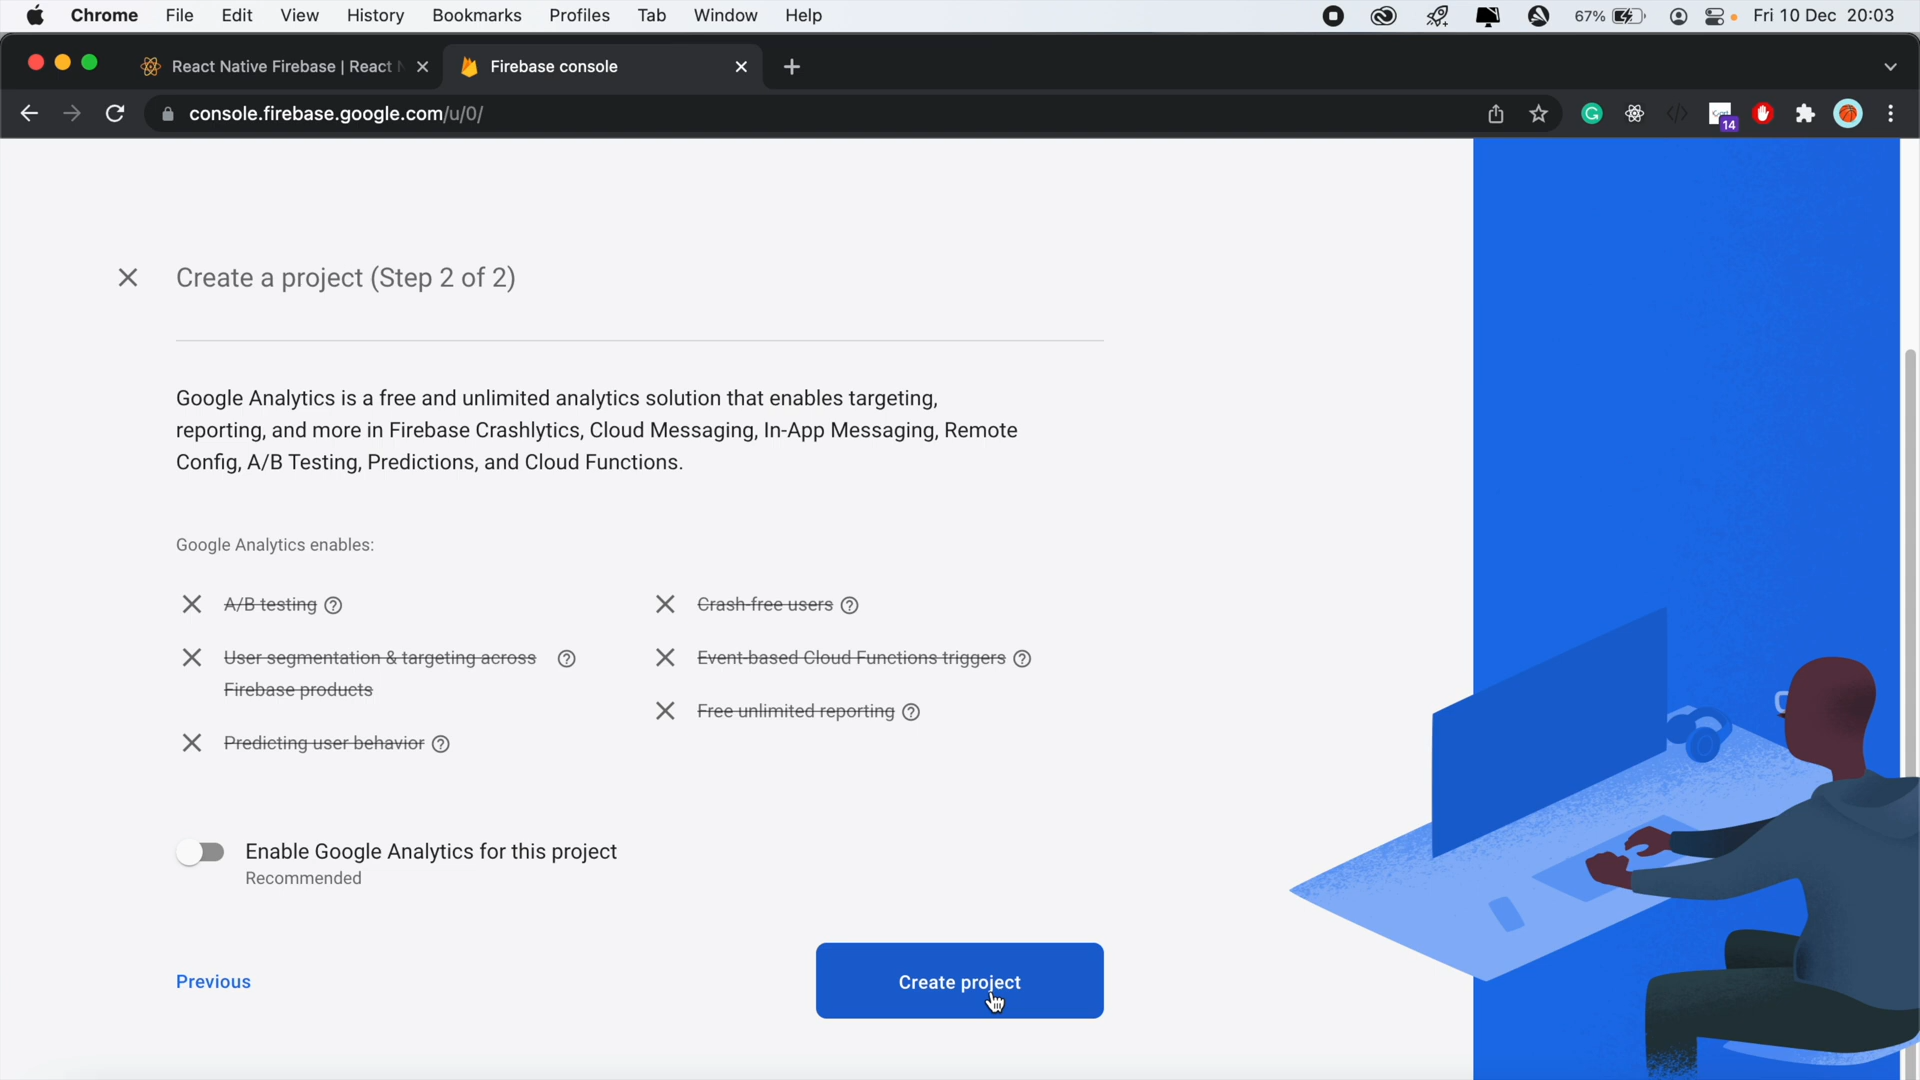 Chrome File Edit View History Bookmarks Profiles Tab Window Help 67% Fri 10 Dec 20:03
React Native Firebase | React Firebase console
console.firebase.google.com/u/0/
14
Create a project (Step 2 of 2)
Google Analytics is a free and unlimited analytics solution that enables targeting,
reporting, and more in Firebase Crashlytics, Cloud Messaging, In-App Messaging, Remote
Config, A/B Testing, Predictions, and Cloud Functions.
Google Analytics enables:
A/B testing
User segmentation & targeting across
Firebase products
Predicting user behavior
Crash-free users
Event-based Cloud Functions triggers
Free unlimited reporting
Enable Google Analytics for this project
Recommended
Previous
Create project